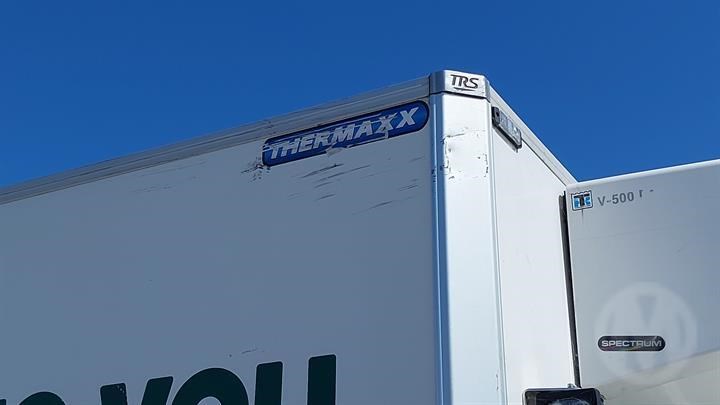 TRS
THERMAXX
V-500
SPECTRUM
you